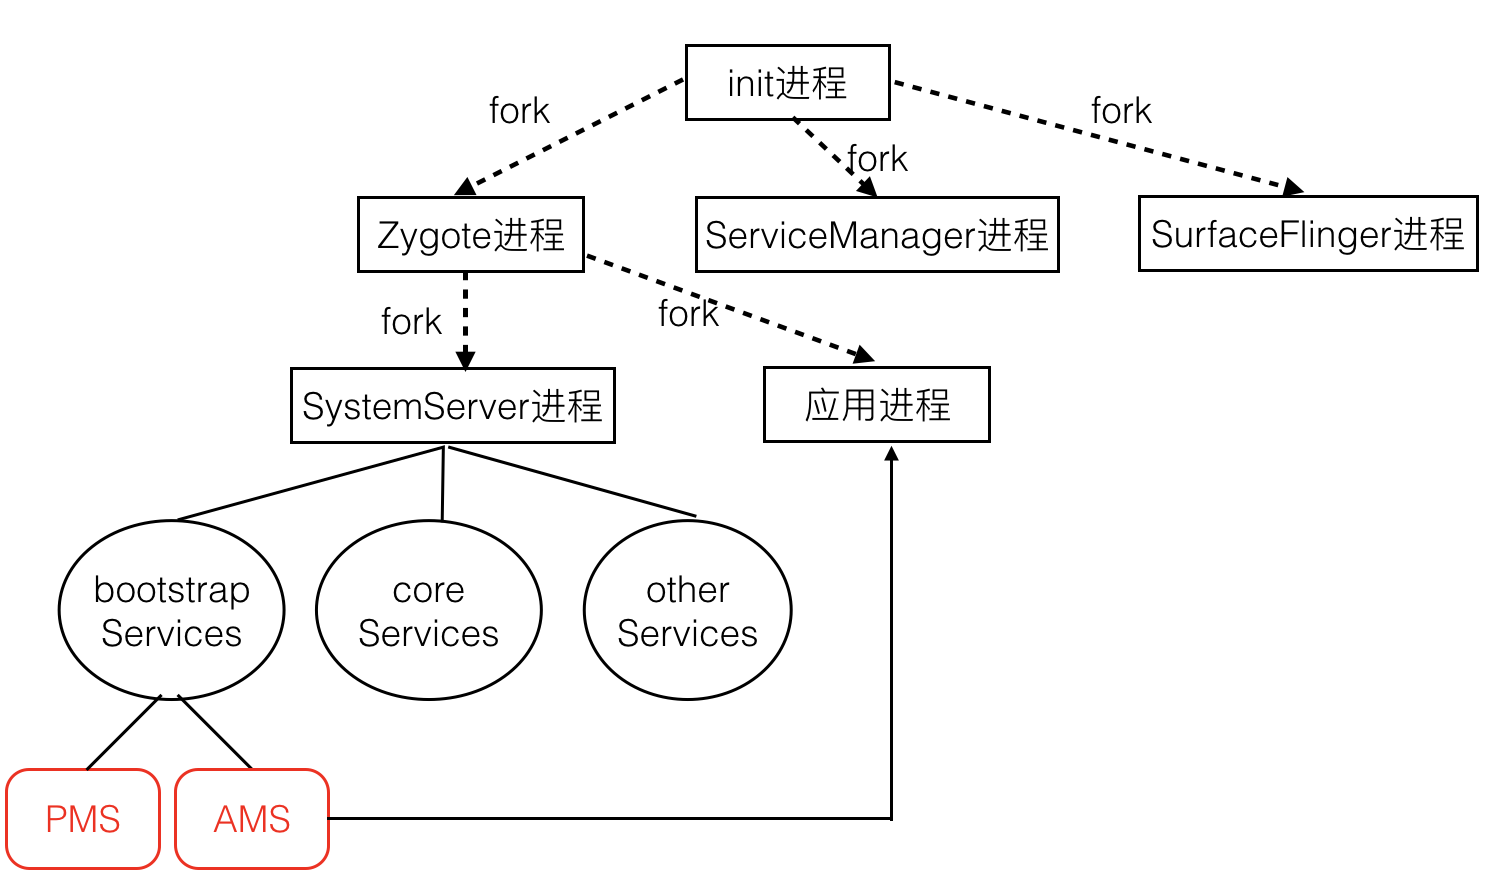 init进程
fork
fork
fork
Zygote进程
ServiceManager进程
SurfaceFlinger进程
fork
fork
SystemServer进程
应用进程
bootstrap
Services
core
Services
other
Services
PMS
AMS